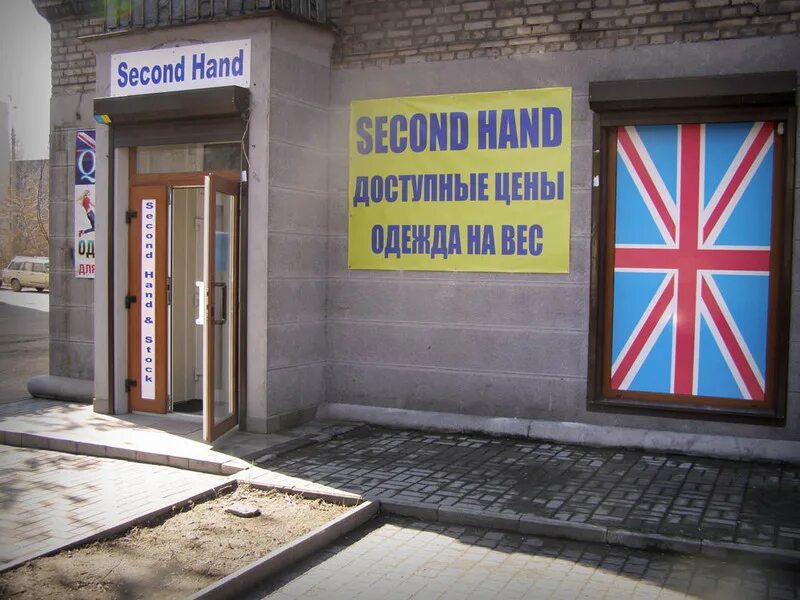 Second Hand
Second Hand & Stock
SECOND HAND
ДОСТУПНЫЕ ЦЕНЫ
ОДЕЖДА НА ВЕС